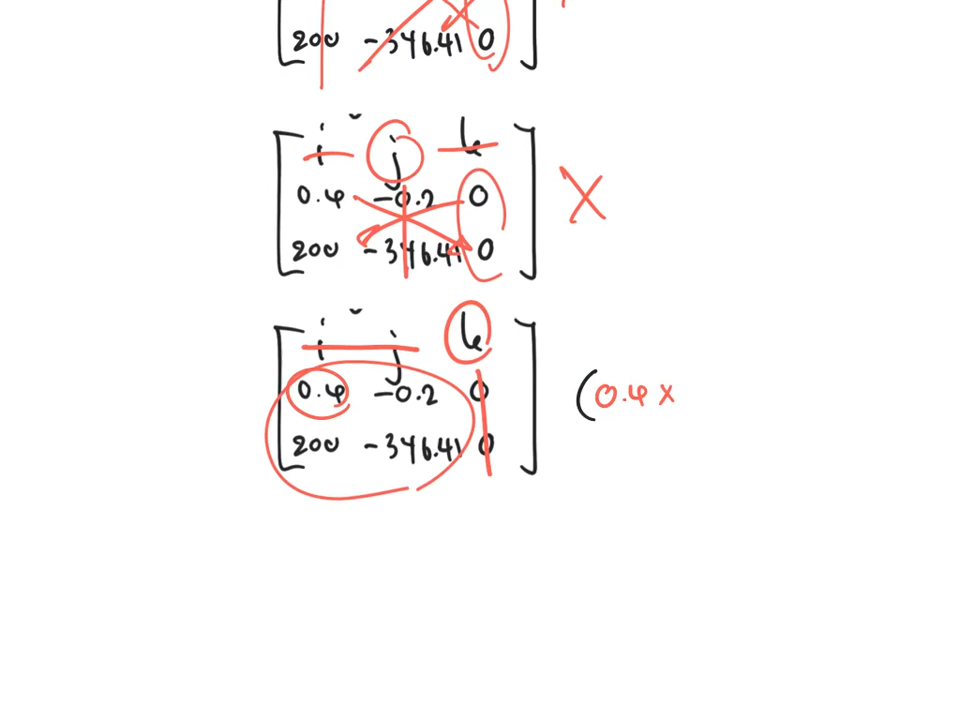 200 -346.41 0
i j k
0.4 -0.2 0 X
200 -346.41 0
i j k
0.4 -0.2 0 (0.4 x
200 -346.41 0